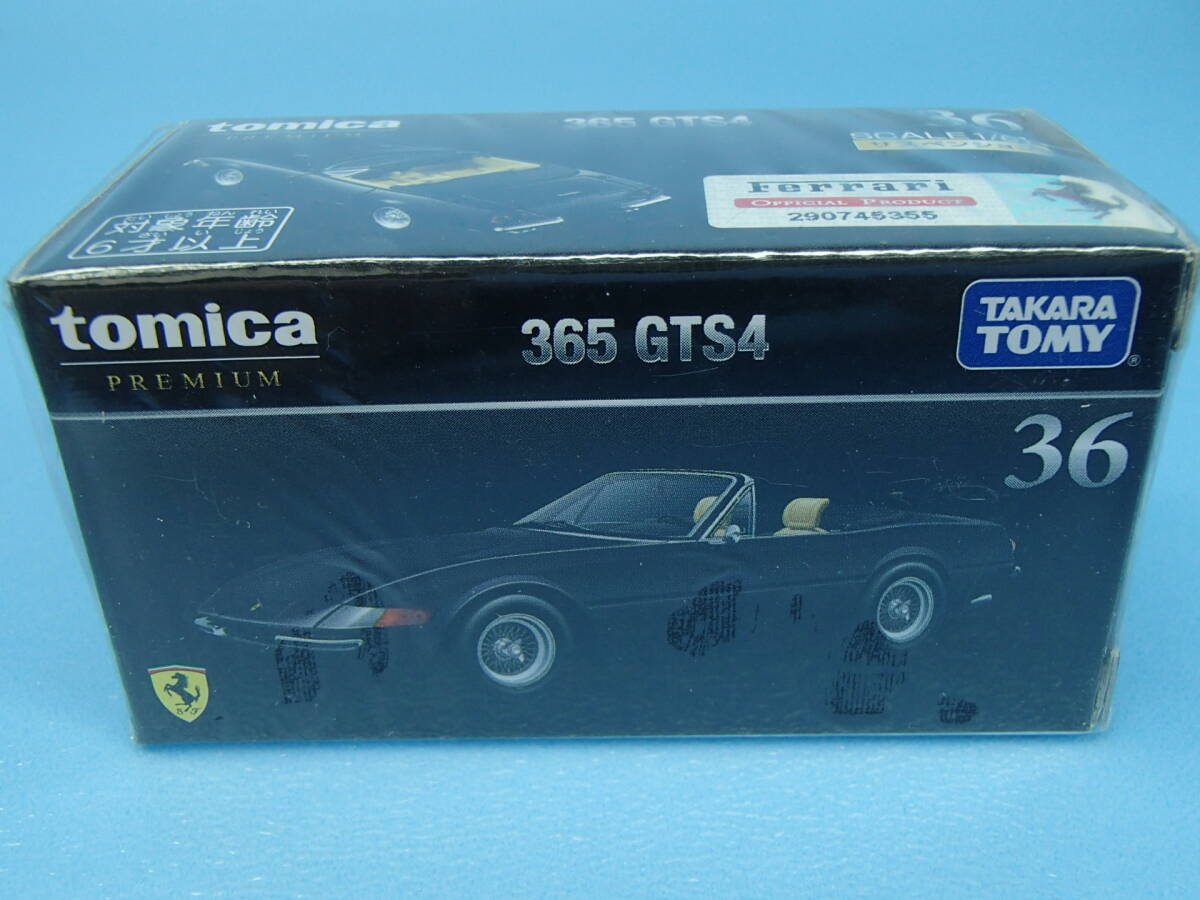 tomica
365 GTS4
36
SCALE 1/
Ferrari
OFFICIAL PRODUCT
290745355
対象年齢
6才以上
tomica
PREMIUM
365 GTS4
TAKARA
TOMY
®
36
S F